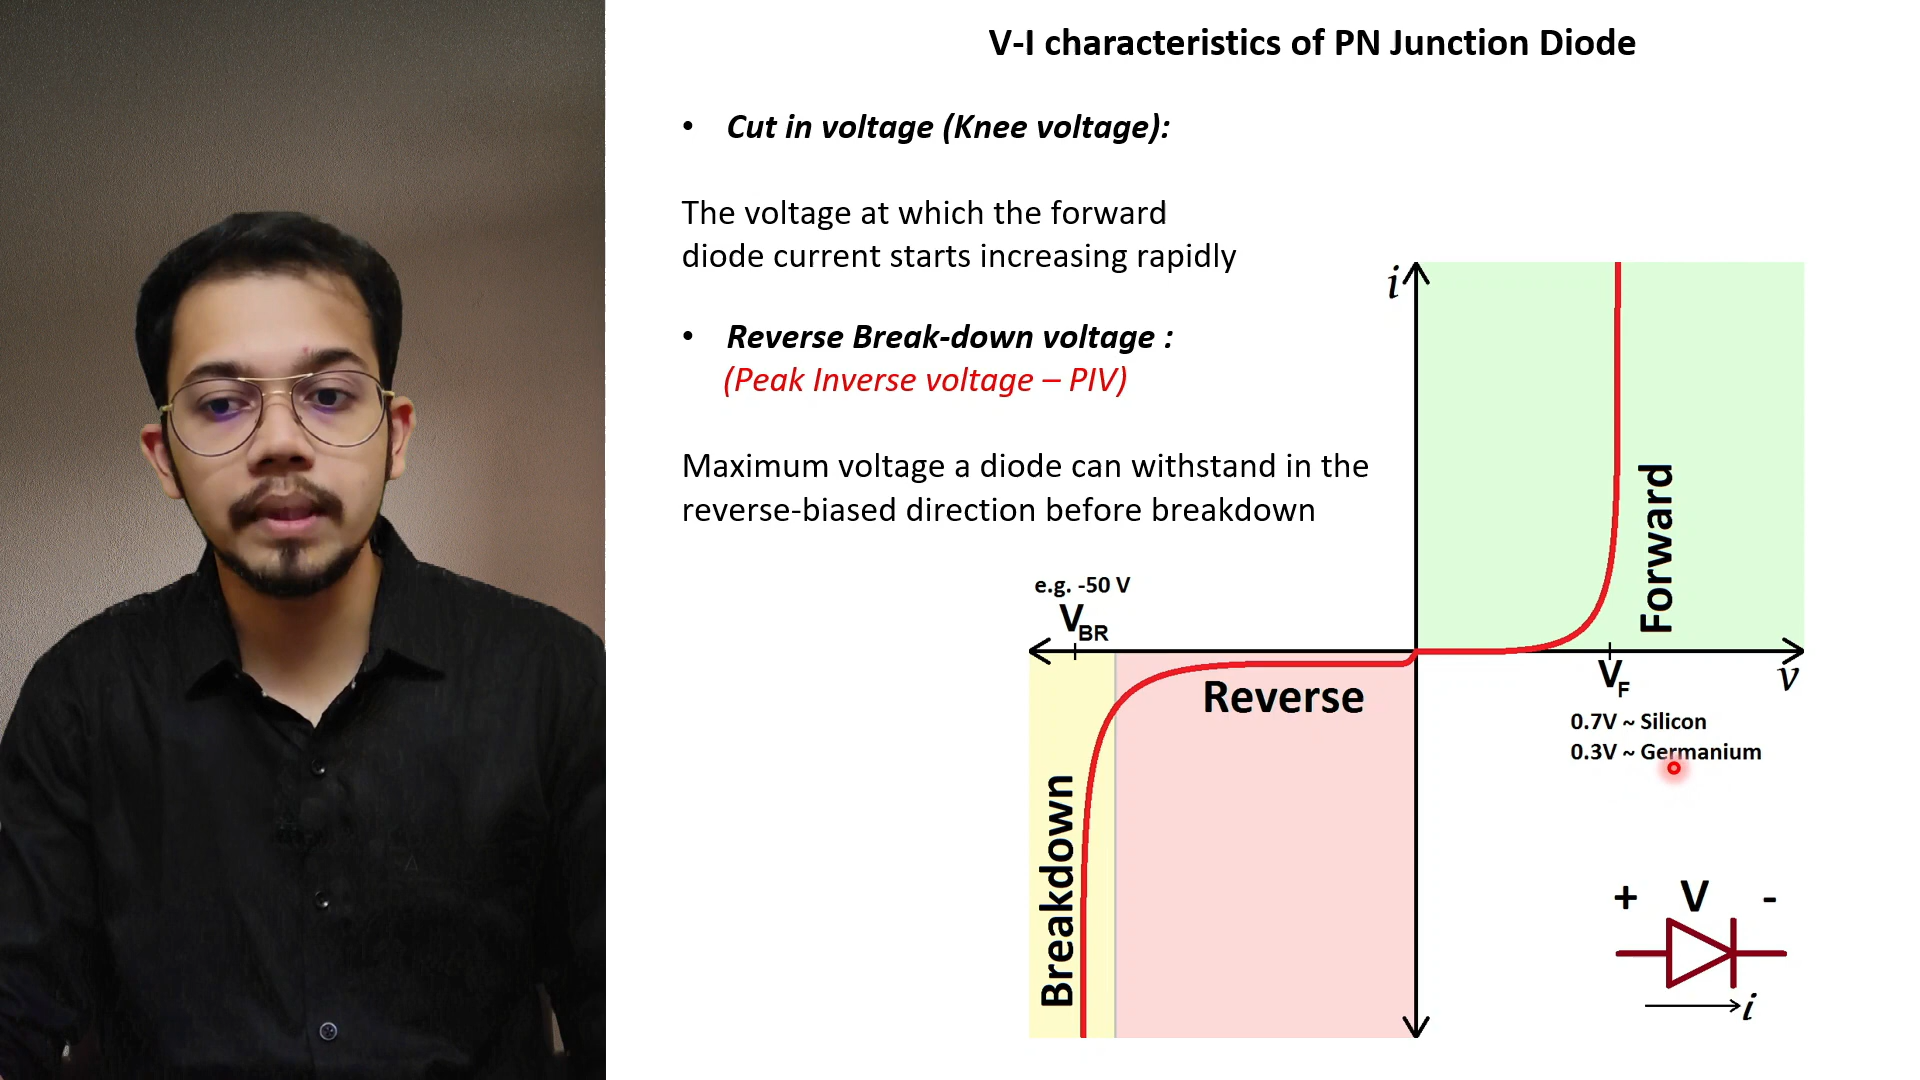 V-I characteristics of PN Junction Diode
• Cut in voltage (Knee voltage):
The voltage at which the forward
diode current starts increasing rapidly
• Reverse Break-down voltage :
(Peak Inverse voltage – PIV)
Maximum voltage a diode can withstand in the
reverse-biased direction before breakdown
i
Forward
e.g. -50 V
VBR
Reverse
VF
v
0.7V ~ Silicon
0.3V ~ Germanium
Breakdown
+ V -
i